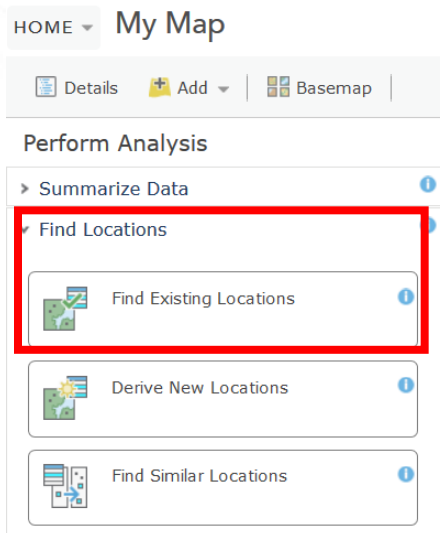 HOME My Map
Details Add Basemap
Perform Analysis
Summarize Data
Find Locations
Find Existing Locations
Derive New Locations
Find Similar Locations